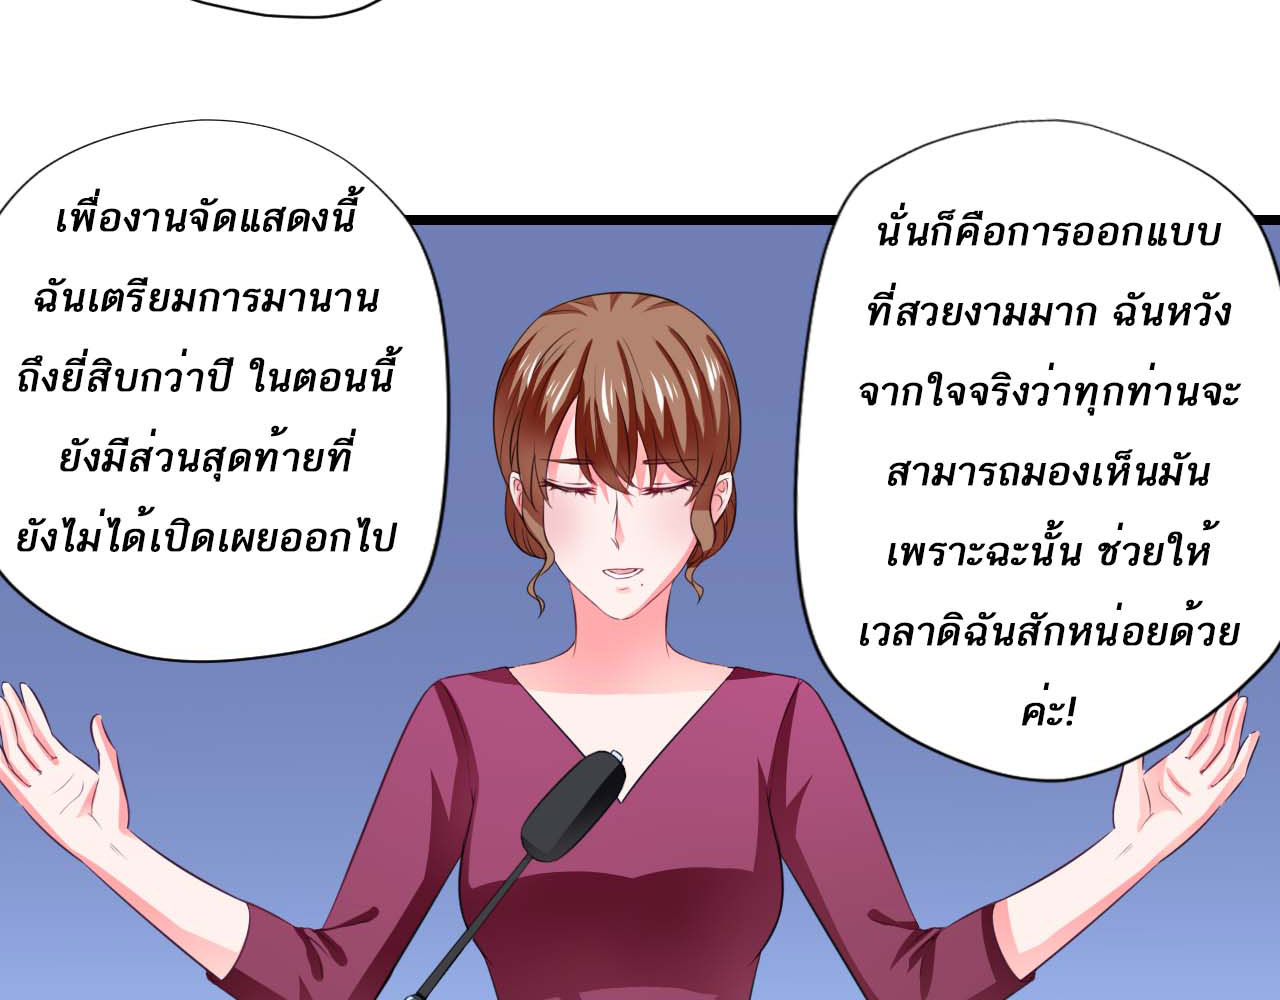 เพื่องานจัดแสดงนี้
ฉันเตรียมการมานาน
ถึงยี่สิบกว่าปี ในตอนนี้
ยังมีส่วนสุดท้ายที่
ยังไม่ได้เปิดเผยออกไป
นั่นก็คือการออกแบบ
ที่สวยงามมาก ฉันหวัง
จากใจจริงว่าทุกท่านจะ
สามารถมองเห็นมัน
เพราะฉะนั้น ช่วยให้
เวลาดิฉันสักหน่อยด้วย
ค่ะ!